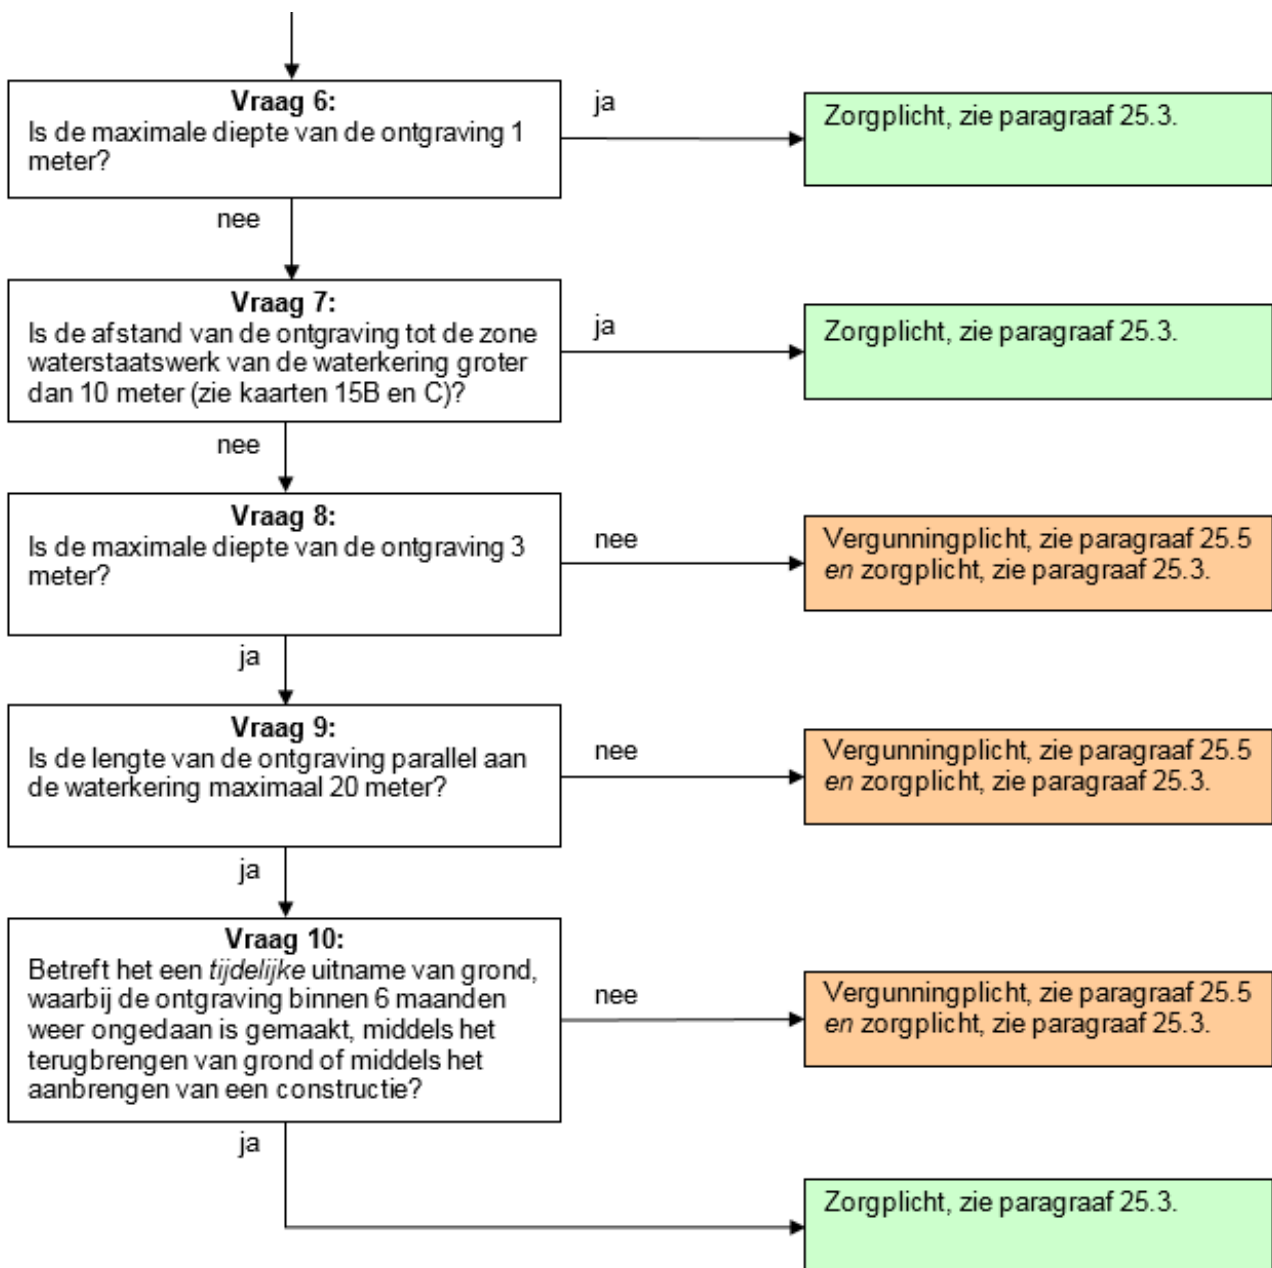 Vraag 6:
Is de maximale diepte van de ontgraving 1
meter?
ja
Zorgplicht, zie paragraaf 25.3.
nee
Vraag 7:
Is de afstand van de ontgraving tot de zone
waterstaatswerk van de waterkering groter
dan 10 meter (zie kaarten 15B en C)?
ja
Zorgplicht, zie paragraaf 25.3.
nee
Vraag 8:
Is de maximale diepte van de ontgraving 3
meter?
nee
Vergunningplicht, zie paragraaf 25.5
en zorgplicht, zie paragraaf 25.3.
ja
Vraag 9:
Is de lengte van de ontgraving parallel aan
de waterkering maximaal 20 meter?
nee
Vergunningplicht, zie paragraaf 25.5
en zorgplicht, zie paragraaf 25.3.
ja
Vraag 10:
Betreft het een tijdelijke uitname van grond,
waarbij de ontgraving binnen 6 maanden
weer ongedaan is gemaakt, middels het
terugbrengen van grond of middels het
aanbrengen van een constructie?
nee
Vergunningplicht, zie paragraaf 25.5
en zorgplicht, zie paragraaf 25.3.
ja
Zorgplicht, zie paragraaf 25.3.